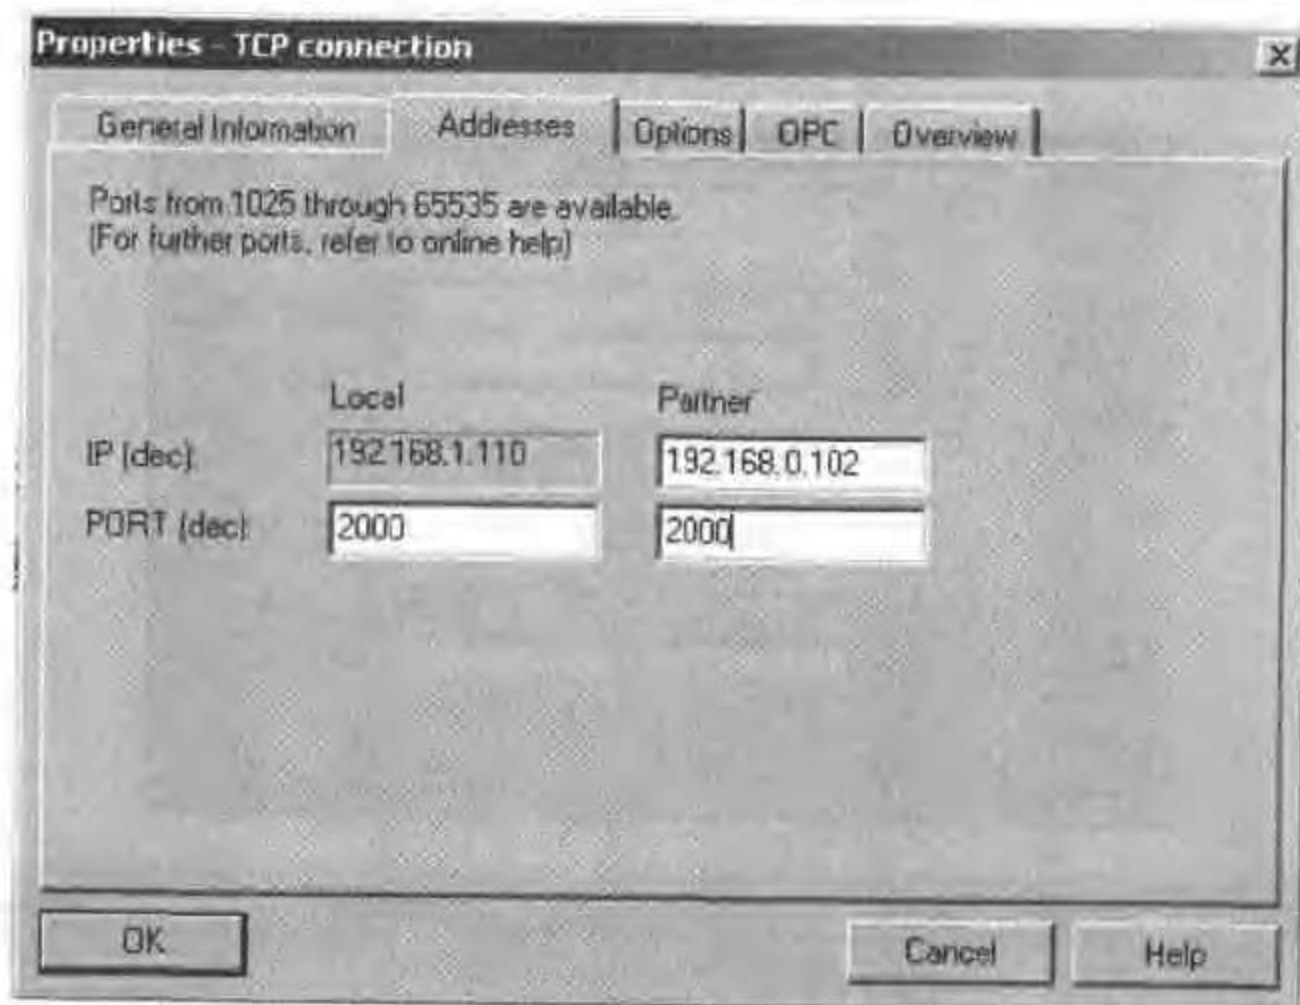 Properties - TCP connection
General Information Addresses Options OPC Overview
Ports from 1025 through 65535 are available.
(For further ports, refer to online help)
Local Partner
IP (dec): 192.168.1.110 192.168.0.102
PORT (dec): 2000 2000
OK Cancel Help